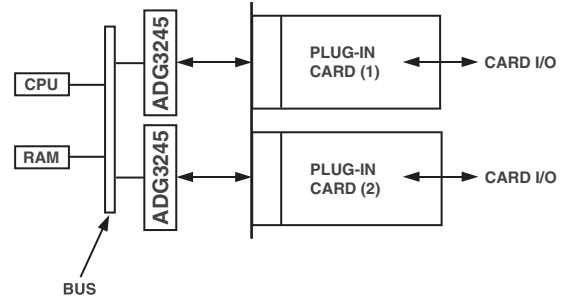 CPU
RAM
BUS
ADG3245
ADG3245
PLUG-IN
CARD (1)
CARD I/O
PLUG-IN
CARD (2)
CARD I/O